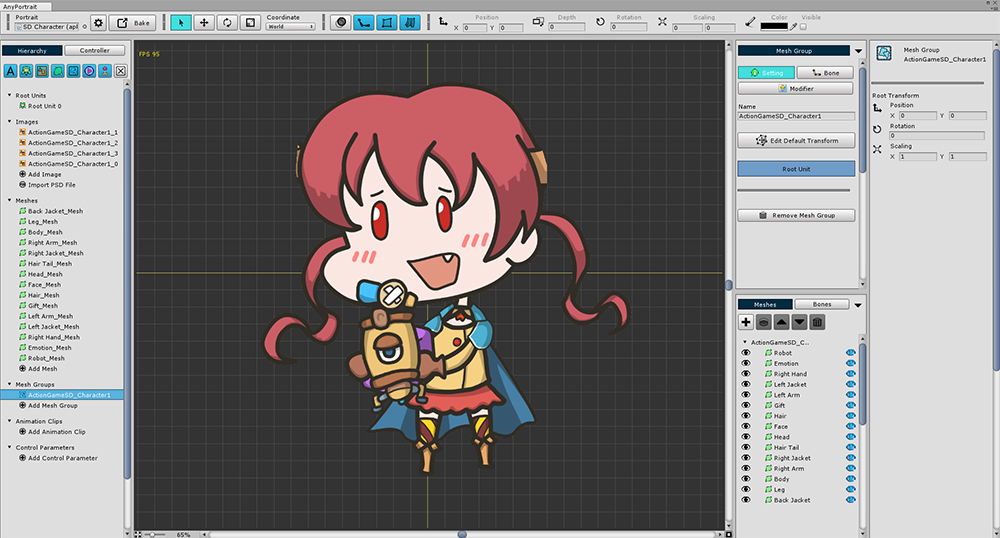 AnyPortrait
Portrait
SD Character (apl
Bake
Coordinate
World
Position
X 0 Y 0
Depth
0
Rotation
0
Scaling
0 0
Color
Visible
Hierarchy
Controller
A
Root Units
Root Unit 0
Images
ActionGameSD_Character1_1
ActionGameSD_Character1_2
ActionGameSD_Character1_3
ActionGameSD_Character1_0
Add Image
Import PSD File
Meshes
Back Jacket_Mesh
Leg_Mesh
Body_Mesh
Right Arm_Mesh
Right Jacket_Mesh
Hair Tail_Mesh
Head_Mesh
Face_Mesh
Hair_Mesh
Gift_Mesh
Left Arm_Mesh
Left Jacket_Mesh
Right Hand_Mesh
Emotion_Mesh
Robot_Mesh
Add Mesh
Mesh Groups
ActionGameSD_Character1
Add Mesh Group
Animation Clips
Add Animation Clip
Control Parameters
Add Control Parameter
FPS 95
65%
Mesh Group
Setting
Bone
Modifier
Name
ActionGameSD_Character1
Edit Default Transform
Root Unit
Remove Mesh Group
Meshes
Bones
ActionGameSD_C...
Robot
Emotion
Right Hand
Left Jacket
Left Arm
Gift
Hair
Face
Head
Hair Tail
Right Jacket
Right Arm
Body
Leg
Back Jacket
Mesh Group
ActionGameSD_Character1
Root Transform
Position
X 0 Y 0
Rotation
0
Scaling
X 1 Y 1